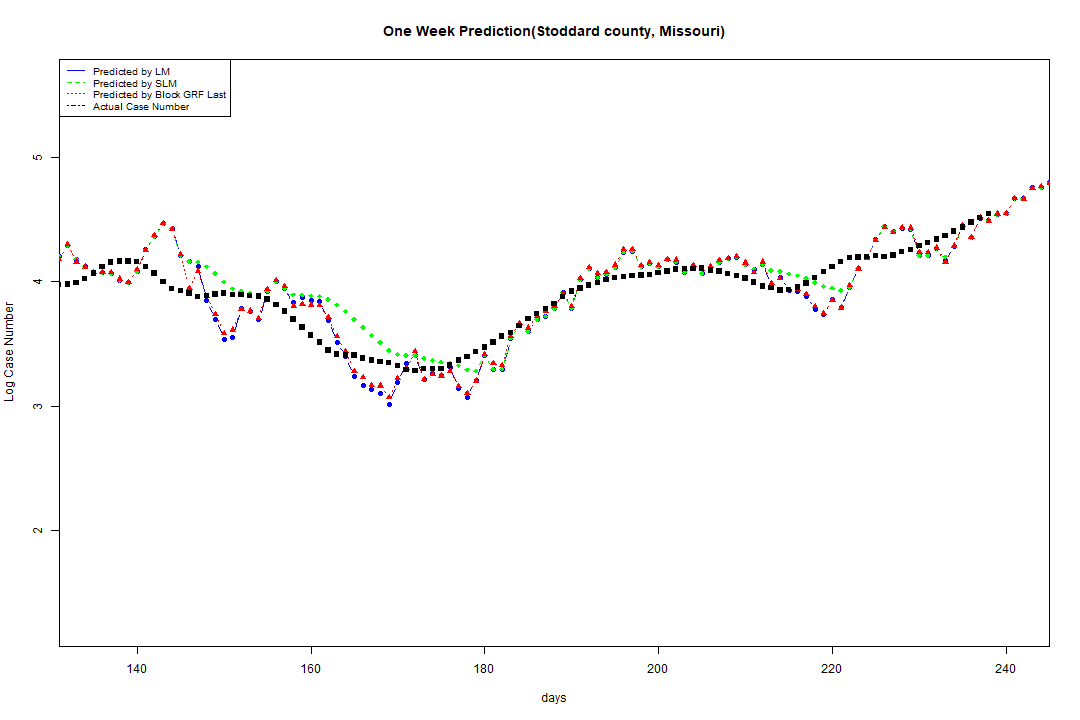 One Week Prediction(Stoddard county, Missouri)
Predicted by LM
Predicted by SLM
Predicted by Block GRF Last
Actual Case Number
5
4
3
2
Log Case Number
140 160 180 200 220 240
days